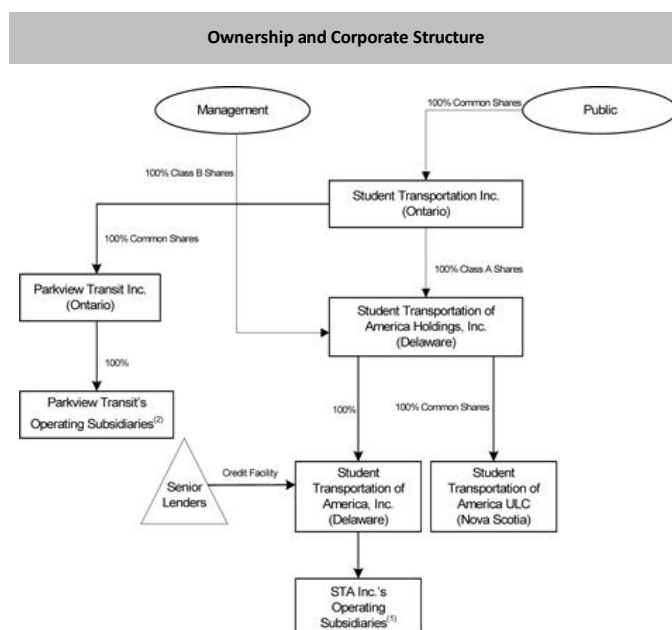 Ownership and Corporate Structure
Management
100% Common Shares
Public
100% Class B Shares
Student Transportation Inc.
(Ontario)
100% Common Shares
100% Class A Shares
Parkview Transit Inc.
(Ontario)
Student Transportation of
America Holdings, Inc.
(Delaware)
100%
Parkview Transit's
Operating Subsidiaries(2)
100%
100% Common Shares
Senior
Lenders
Credit Facility
Student
Transportation of
America, Inc.
(Delaware)
Student
Transportation of
America ULC
(Nova Scotia)
STA Inc.'s
Operating
Subsidiaries(1)